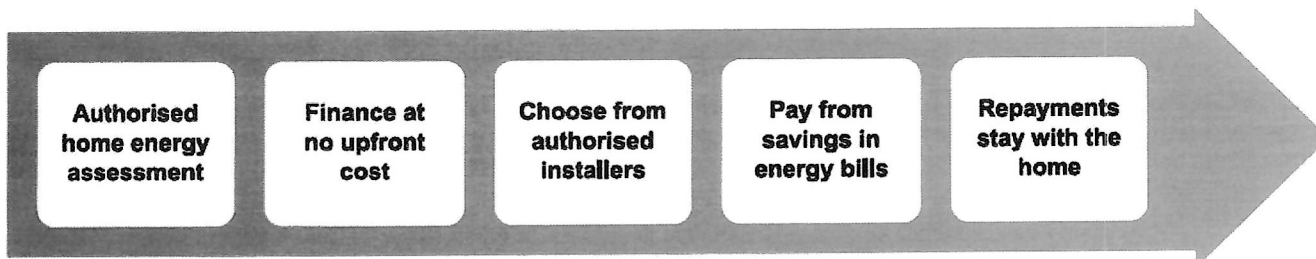 Authorised
home energy
assessment
Finance at
no upfront
cost
Choose from
authorised
installers
Pay from
savings in
energy bills
Repayments
stay with the
home